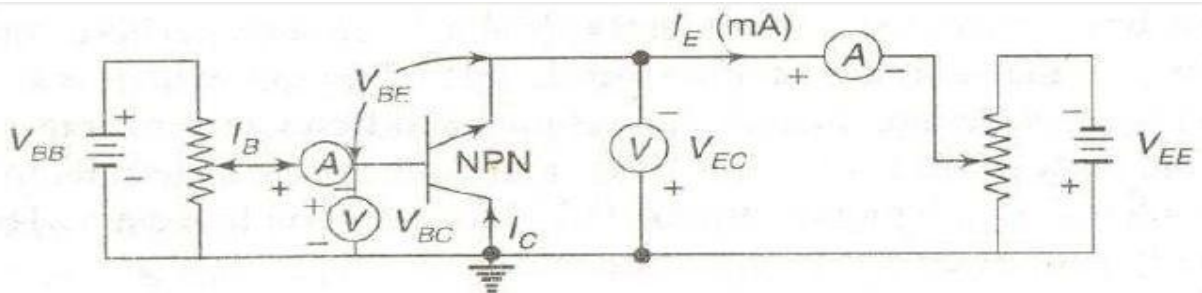 I_E (mA)
+ A −
V_BE
V_BB
+
I_B
+ A −
NPN
−
V
+
V_EC
−
+
V_EE
+
V
−
V_BC
I_C